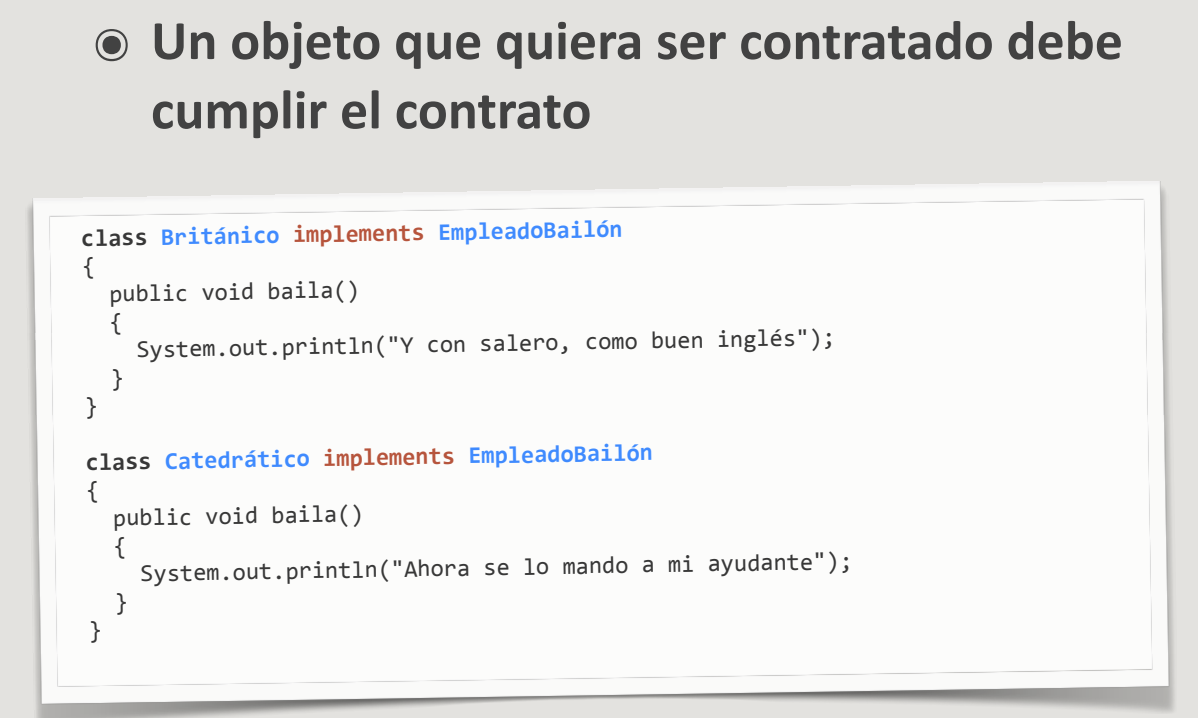 Un objeto que quiera ser contratado debe
cumplir el contrato
class Británico implements EmpleadoBailón
{
  public void baila()
  {
    System.out.println("Y con salero, como buen inglés");
  }
}
class Catedrático implements EmpleadoBailón
{
  public void baila()
  {
    System.out.println("Ahora se lo mando a mi ayudante");
  }
}